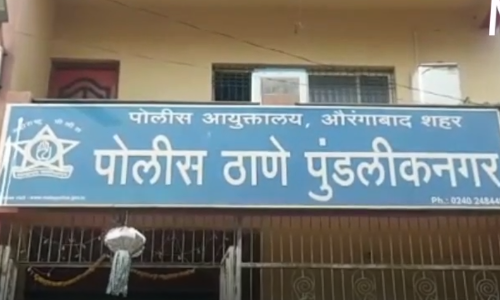 पोलीस आयुक्तालय, औरंगाबाद शहर
पोलीस ठाणे पुंडलीकनगर
Ph.: 0240 24844